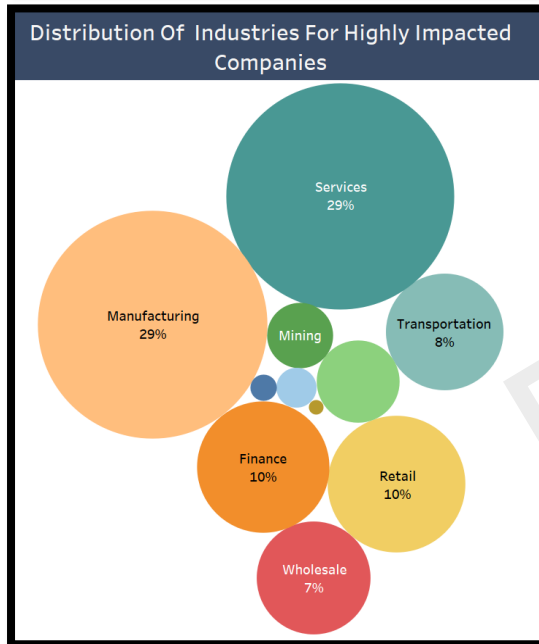 Distribution Of Industries For Highly Impacted
Companies
Services
29%
Manufacturing
29%
Mining
Transportation
8%
Finance
10%
Retail
10%
Wholesale
7%